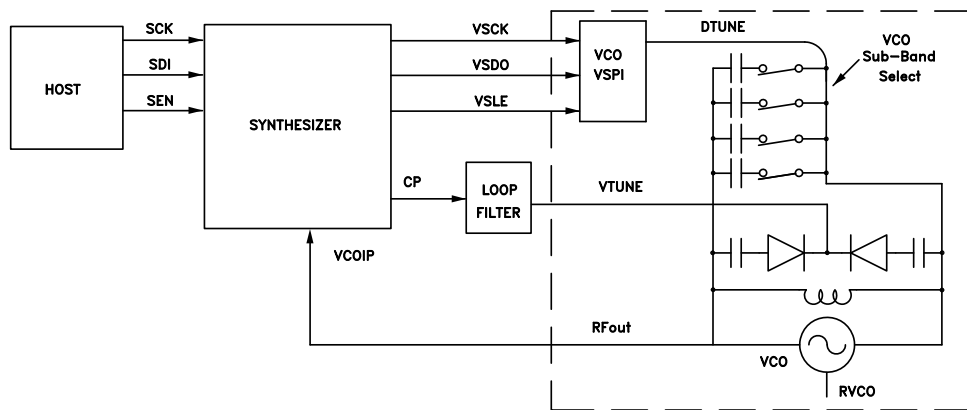 HOST
SCK
SDI
SEN
SYNTHESIZER
VSCK
VSDO
VSLE
VCO
VSPI
DTUNE
VCO
Sub-Band
Select
CP
LOOP
FILTER
VTUNE
VCOIP
RFout
VCO
RVCO